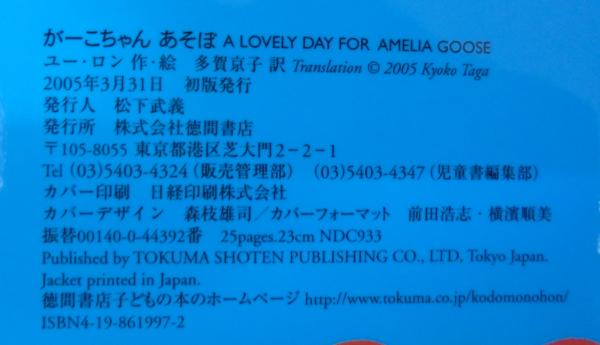 がーこちゃん あそぼ A LOVELY DAY FOR AMELIA GOOSE
ユー・ロン 作・絵 多賀京子 訳 Translation © 2005 Kyoko Taga
2005年3月31日 初版発行
発行人 松下武義
発行所 株式会社徳間書店
〒105-8055 東京都港区芝大門2-2-1
Tel (03)5403-4324 (販売管理部) (03)5403-4347 (児童書編集部)
カバー印刷 日経印刷株式会社
カバーデザイン 森枝雄司/カバーフォーマット 前田浩志・横濱順美
振替00140-0-44392番 25pages.23cm NDC933
Published by TOKUMA SHOTEN PUBLISHING CO., LTD, Tokyo Japan.
Jacket printed in Japan.
徳間書店子どもの本のホームページ http://www.tokuma.co.jp/kodomonohon/
ISBN4-19-861997-2